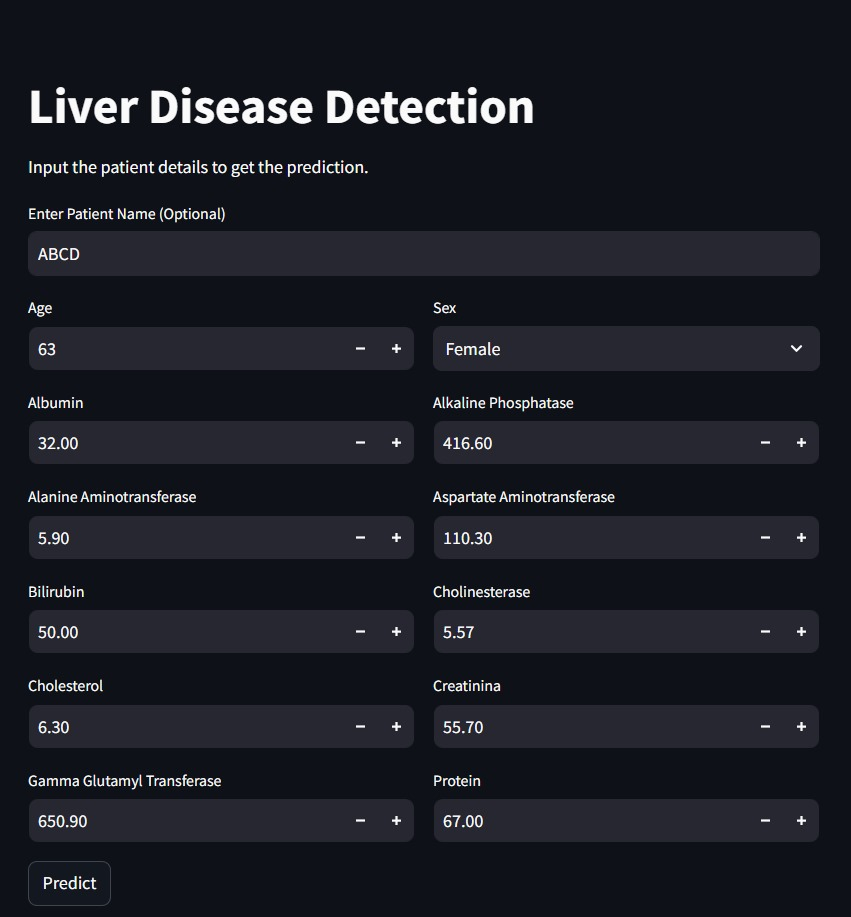 Liver Disease Detection
Input the patient details to get the prediction.
Enter Patient Name (Optional)
ABCD
Age
Sex
63
Female
Albumin
Alkaline Phosphatase
32.00
416.60
Alanine Aminotransferase
Aspartate Aminotransferase
5.90
110.30
Bilirubin
Cholinesterase
50.00
5.57
Cholesterol
Creatinina
6.30
55.70
Gamma Glutamyl Transferase
Protein
650.90
67.00
Predict